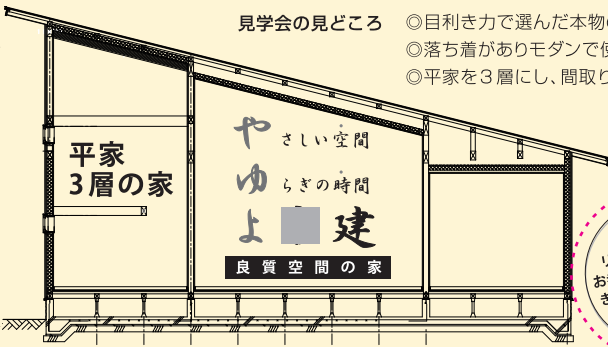 見学会の見どころ
◎目利き力で選んだ本物
◎落ち着がありモダンで使
◎平家を3層にし、間取り
平家
3層の家
やさしい空間
ゆらぎの時間
よ 建
良質空間の家
お